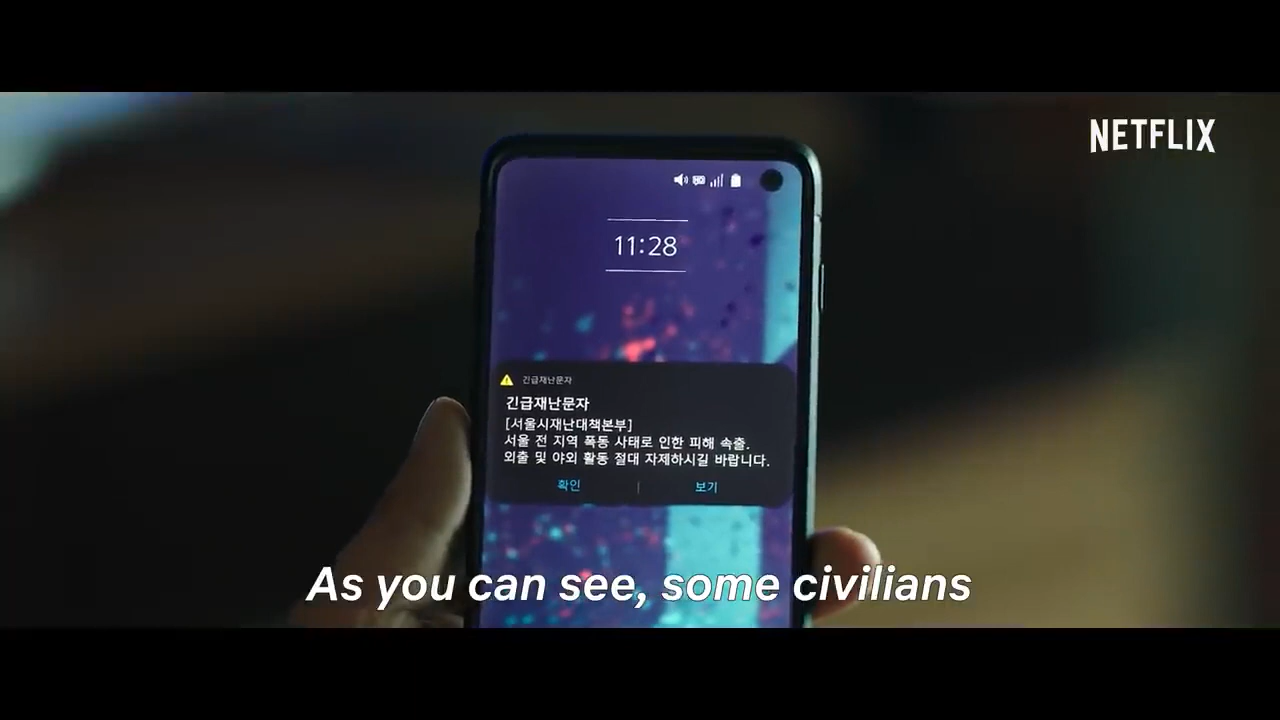 NETFLIX
11:28
긴급재난문자
긴급재난문자
[서울시재난대책본부]
서울 전 지역 폭동 사태로 인한 피해 속출.
외출 및 야외 활동 절대 자제하시길 바랍니다.
확인 | 보기
As you can see, some civilians